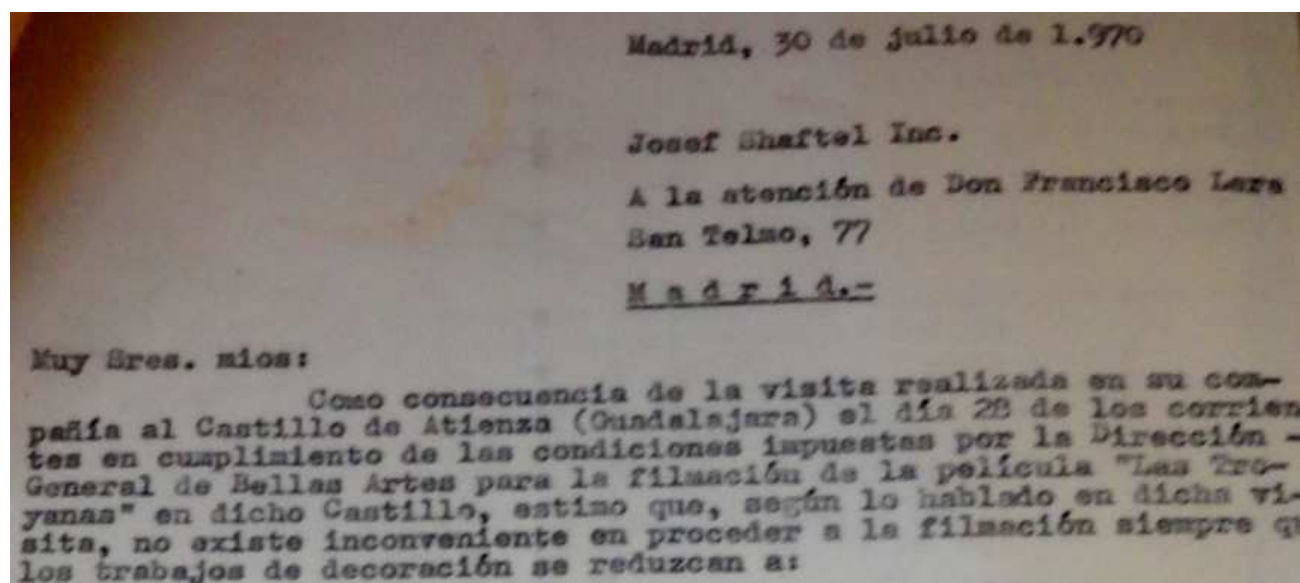 Madrid, 30 de julio de 1.970
Josef Shaftel Inc.
A la atención de Don Francisco Lara
San Telmo, 77
M a d r i d.-
Muy Sres. mios:
Como consecuencia de la visita realizada en su com-
pañía al Castillo de Atienza (Guadalajara) el día 28 de los corrien
tes en cumplimiento de las condiciones impuestas por la Dirección -
General de Bellas Artes para la filmación de la película "Las Tro-
yanas" en dicho Castillo, estimo que, según lo hablado en dicha vi-
sita, no existe inconveniente en proceder a la filmación siempre qu
los trabajos de decoración se reduzcan a: